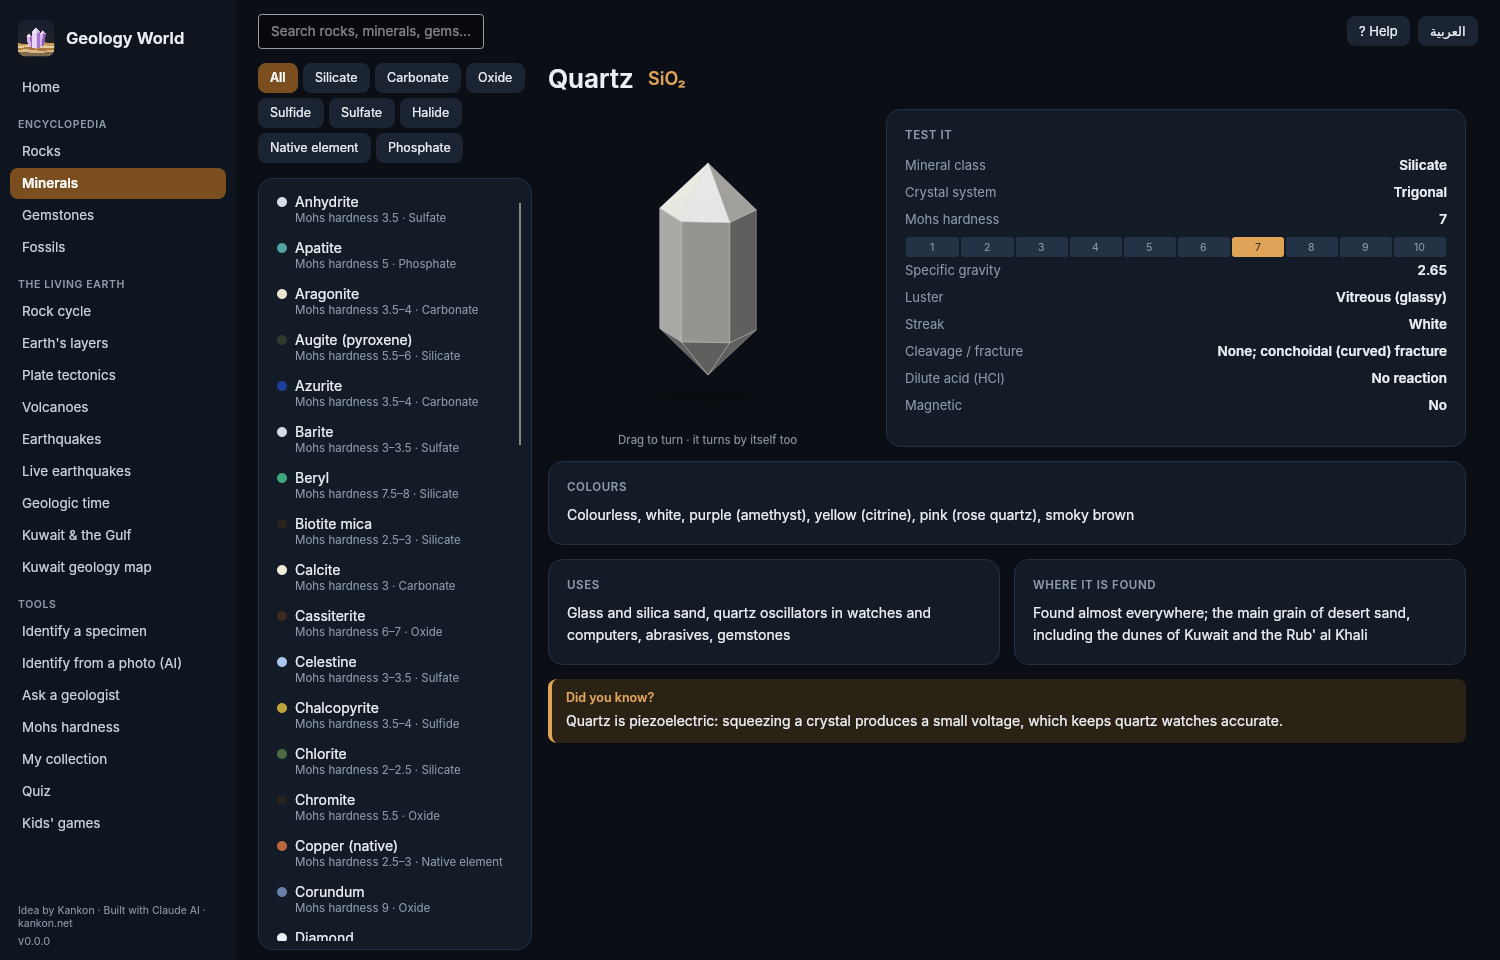 Geology World
Home
ENCYCLOPEDIA
Rocks
Minerals
Gemstones
Fossils
THE LIVING EARTH
Rock cycle
Earth's layers
Plate tectonics
Volcanoes
Earthquakes
Live earthquakes
Geologic time
Kuwait & the Gulf
Kuwait geology map
TOOLS
Identify a specimen
Identify from a photo (AI)
Ask a geologist
Mohs hardness
My collection
Quiz
Kids' games
Idea by Kankon · Built with Claude AI ·
kankon.net
v0.0.0
Search rocks, minerals, gems...
? Help
العربية
All
Silicate
Carbonate
Oxide
Sulfide
Sulfate
Halide
Native element
Phosphate
Anhydrite
Mohs hardness 3.5 · Sulfate
Apatite
Mohs hardness 5 · Phosphate
Aragonite
Mohs hardness 3.5–4 · Carbonate
Augite (pyroxene)
Mohs hardness 5.5–6 · Silicate
Azurite
Mohs hardness 3.5–4 · Carbonate
Barite
Mohs hardness 3–3.5 · Sulfate
Beryl
Mohs hardness 7.5–8 · Silicate
Biotite mica
Mohs hardness 2.5–3 · Silicate
Calcite
Mohs hardness 3 · Carbonate
Cassiterite
Mohs hardness 6–7 · Oxide
Celestine
Mohs hardness 3–3.5 · Sulfate
Chalcopyrite
Mohs hardness 3.5–4 · Sulfide
Chlorite
Mohs hardness 2–2.5 · Silicate
Chromite
Mohs hardness 5.5 · Oxide
Copper (native)
Mohs hardness 2.5–3 · Native element
Corundum
Mohs hardness 9 · Oxide
Diamond
Quartz SiO₂
Drag to turn · it turns by itself too
TEST IT
Mineral class Silicate
Crystal system Trigonal
Mohs hardness 7
1 2 3 4 5 6 7 8 9 10
Specific gravity 2.65
Luster Vitreous (glassy)
Streak White
Cleavage / fracture None; conchoidal (curved) fracture
Dilute acid (HCl) No reaction
Magnetic No
COLOURS
Colourless, white, purple (amethyst), yellow (citrine), pink (rose quartz), smoky brown
USES
Glass and silica sand, quartz oscillators in watches and
computers, abrasives, gemstones
WHERE IT IS FOUND
Found almost everywhere; the main grain of desert sand,
including the dunes of Kuwait and the Rub' al Khali
Did you know?
Quartz is piezoelectric: squeezing a crystal produces a small voltage, which keeps quartz watches accurate.